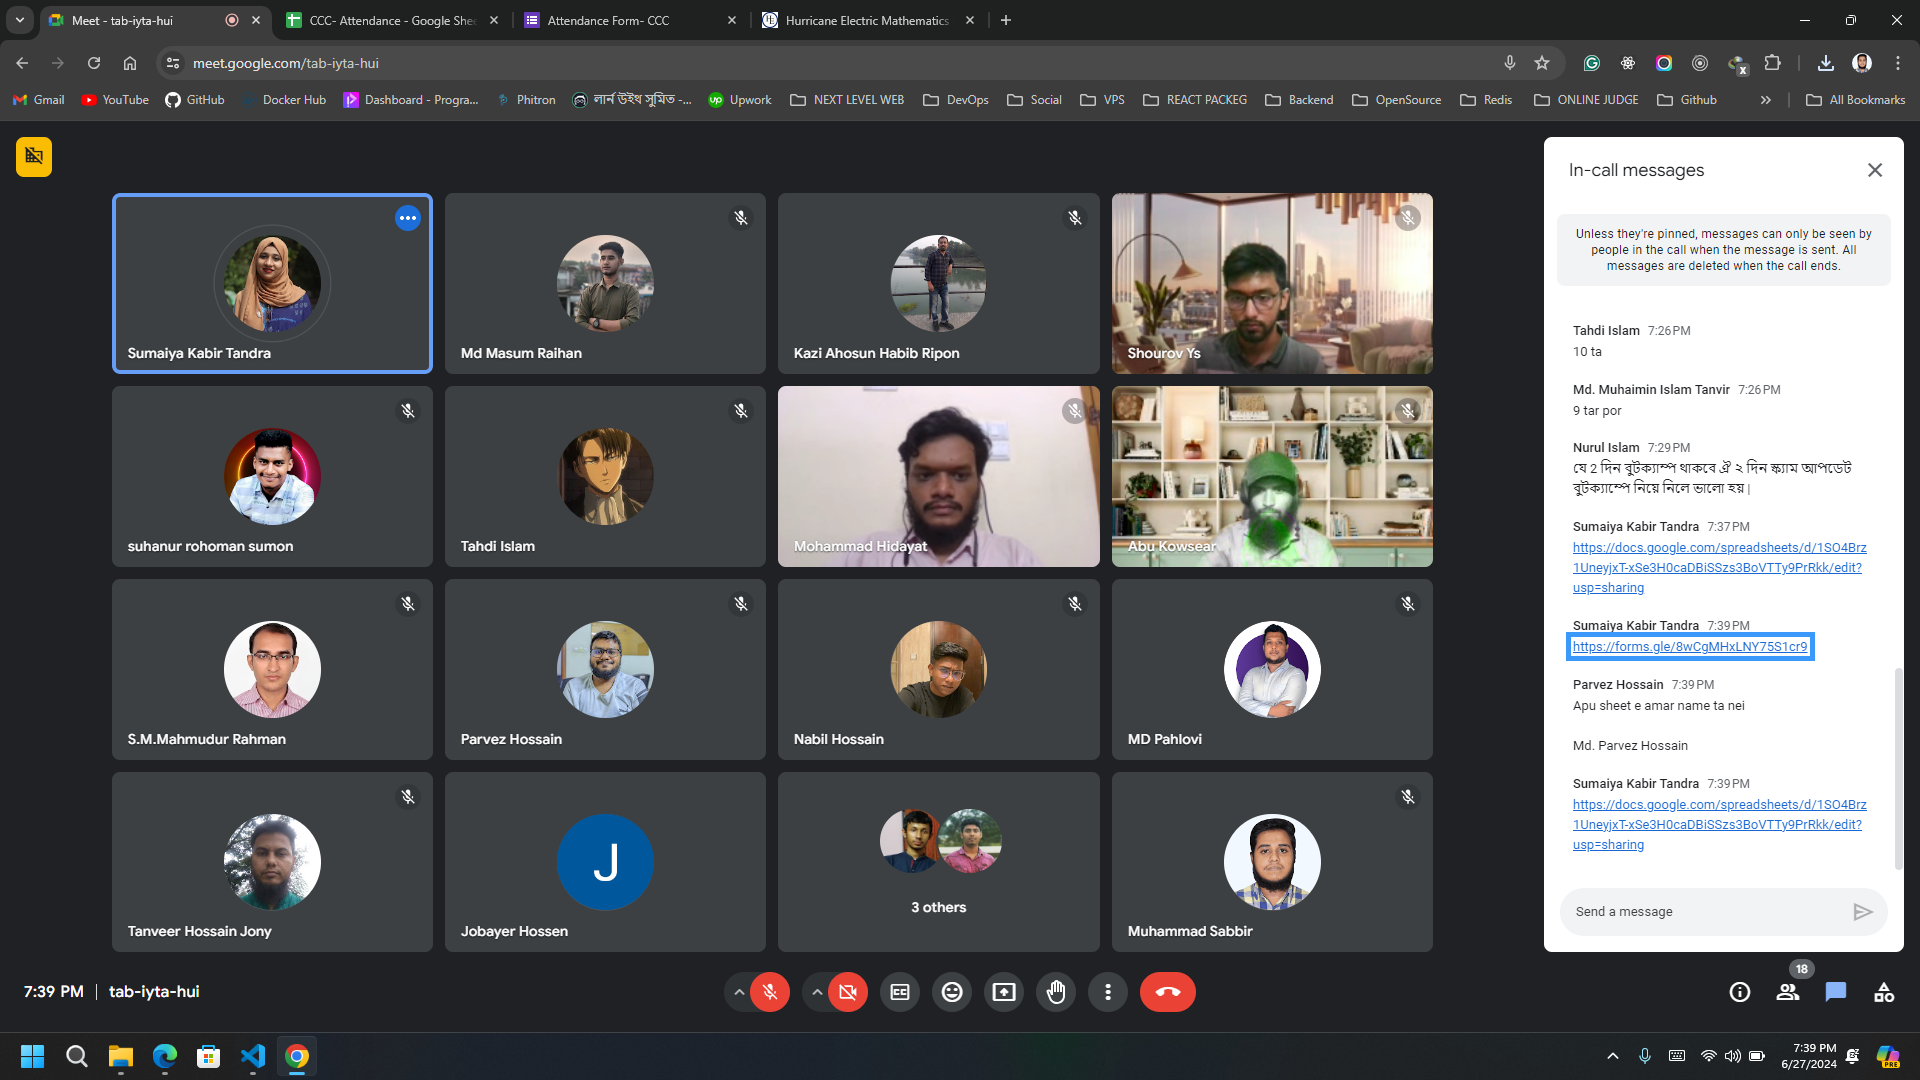 Meet - tab-iyta-hui
CCC- Attendance - Google She
Attendance Form- CCC
Hurricane Electric Mathematics
meet.google.com/tab-iyta-hui
Gmail
YouTube
GitHub
Docker Hub
Dashboard - Progra...
Phitron
লার্ন উইথ সুমিত -...
Upwork
NEXT LEVEL WEB
DevOps
Social
VPS
REACT PACKEG
Backend
OpenSource
Redis
ONLINE JUDGE
Github
All Bookmarks
Sumaiya Kabir Tandra
Md Masum Raihan
Kazi Ahosun Habib Ripon
Shourov Ys
suhanur rohoman sumon
Tahdi Islam
Mohammad Hidayat
Abu Kowsear
S.M.Mahmudur Rahman
Parvez Hossain
Nabil Hossain
MD Pahlovi
Tanveer Hossain Jony
J
Jobayer Hossen
3 others
Muhammad Sabbir
In-call messages
Unless they're pinned, messages can only be seen by
people in the call when the message is sent. All
messages are deleted when the call ends.
Tahdi Islam 7:26 PM
10 ta
Md. Muhaimin Islam Tanvir 7:26 PM
9 tar por
Nurul Islam 7:29 PM
যে 2 দিন বুটক্যাম্প থাকবে ঐ ২ দিন স্ক্যাম আপডেট
বুটক্যাম্পে নিয়ে নিলে ভালো হয়|
Sumaiya Kabir Tandra 7:37 PM
https://docs.google.com/spreadsheets/d/1SO4Brz
1UneyjxT-xSe3H0caDBiSSzs3BoVTTy9PrRkk/edit?
usp=sharing
Sumaiya Kabir Tandra 7:39 PM
https://forms.gle/8wCgMHxLNY75S1cr9
Parvez Hossain 7:39 PM
Apu sheet e amar name ta nei
Md. Parvez Hossain
Sumaiya Kabir Tandra 7:39 PM
https://docs.google.com/spreadsheets/d/1SO4Brz
1UneyjxT-xSe3H0caDBiSSzs3BoVTTy9PrRkk/edit?
usp=sharing
Send a message
7:39 PM | tab-iyta-hui
CC
18
7:39 PM
6/27/2024
PRE